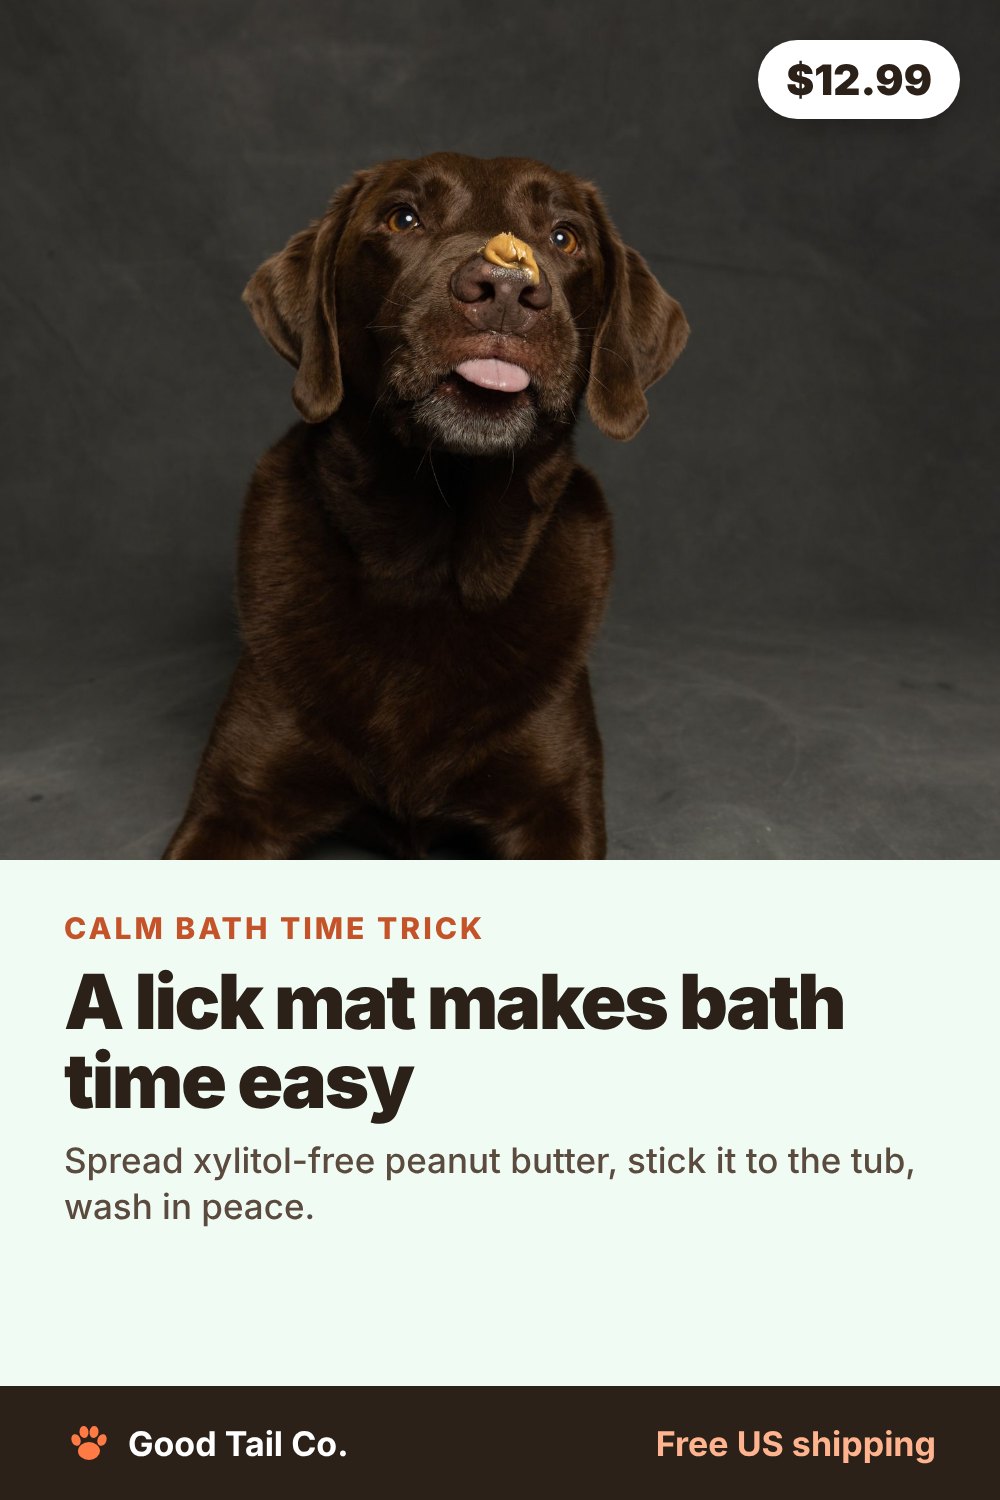 $12.99
CALM BATH TIME TRICK
A lick mat makes bath
time easy
Spread xylitol-free peanut butter, stick it to the tub,
wash in peace.
Good Tail Co.
Free US shipping